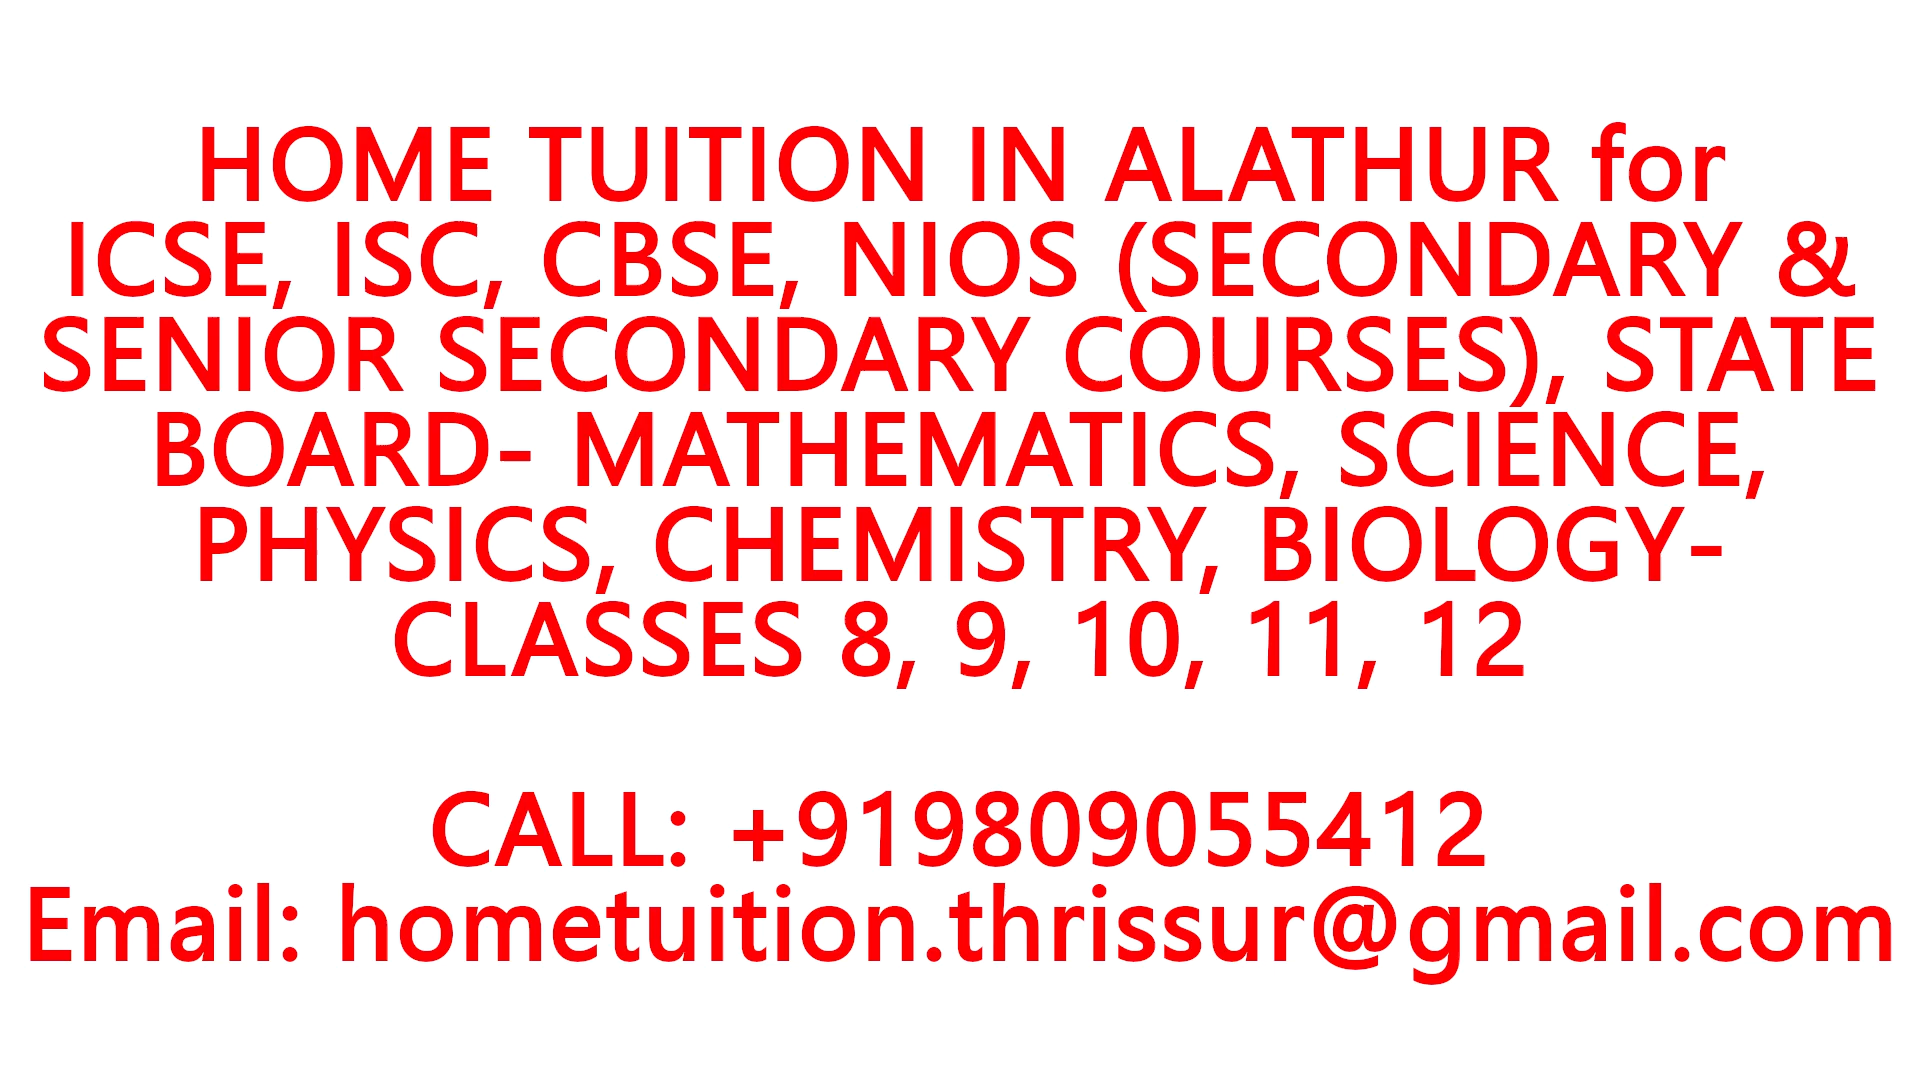 HOME TUITION IN ALATHUR for
ICSE, ISC, CBSE, NIOS (SECONDARY &
SENIOR SECONDARY COURSES), STATE
BOARD- MATHEMATICS, SCIENCE,
PHYSICS, CHEMISTRY, BIOLOGY-
CLASSES 8, 9, 10, 11, 12
CALL: +919809055412
Email: hometuition.thrissur@gmail.com